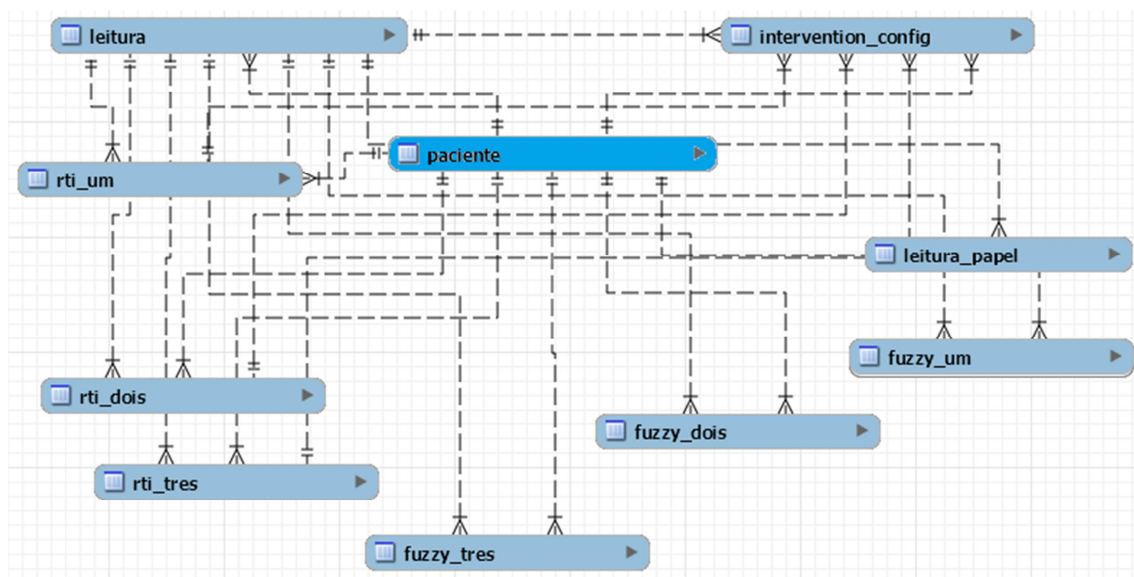 leitura
intervention_config
paciente
rti_um
leitura_papel
fuzzy_um
rti_dois
fuzzy_dois
rti_tres
fuzzy_tres